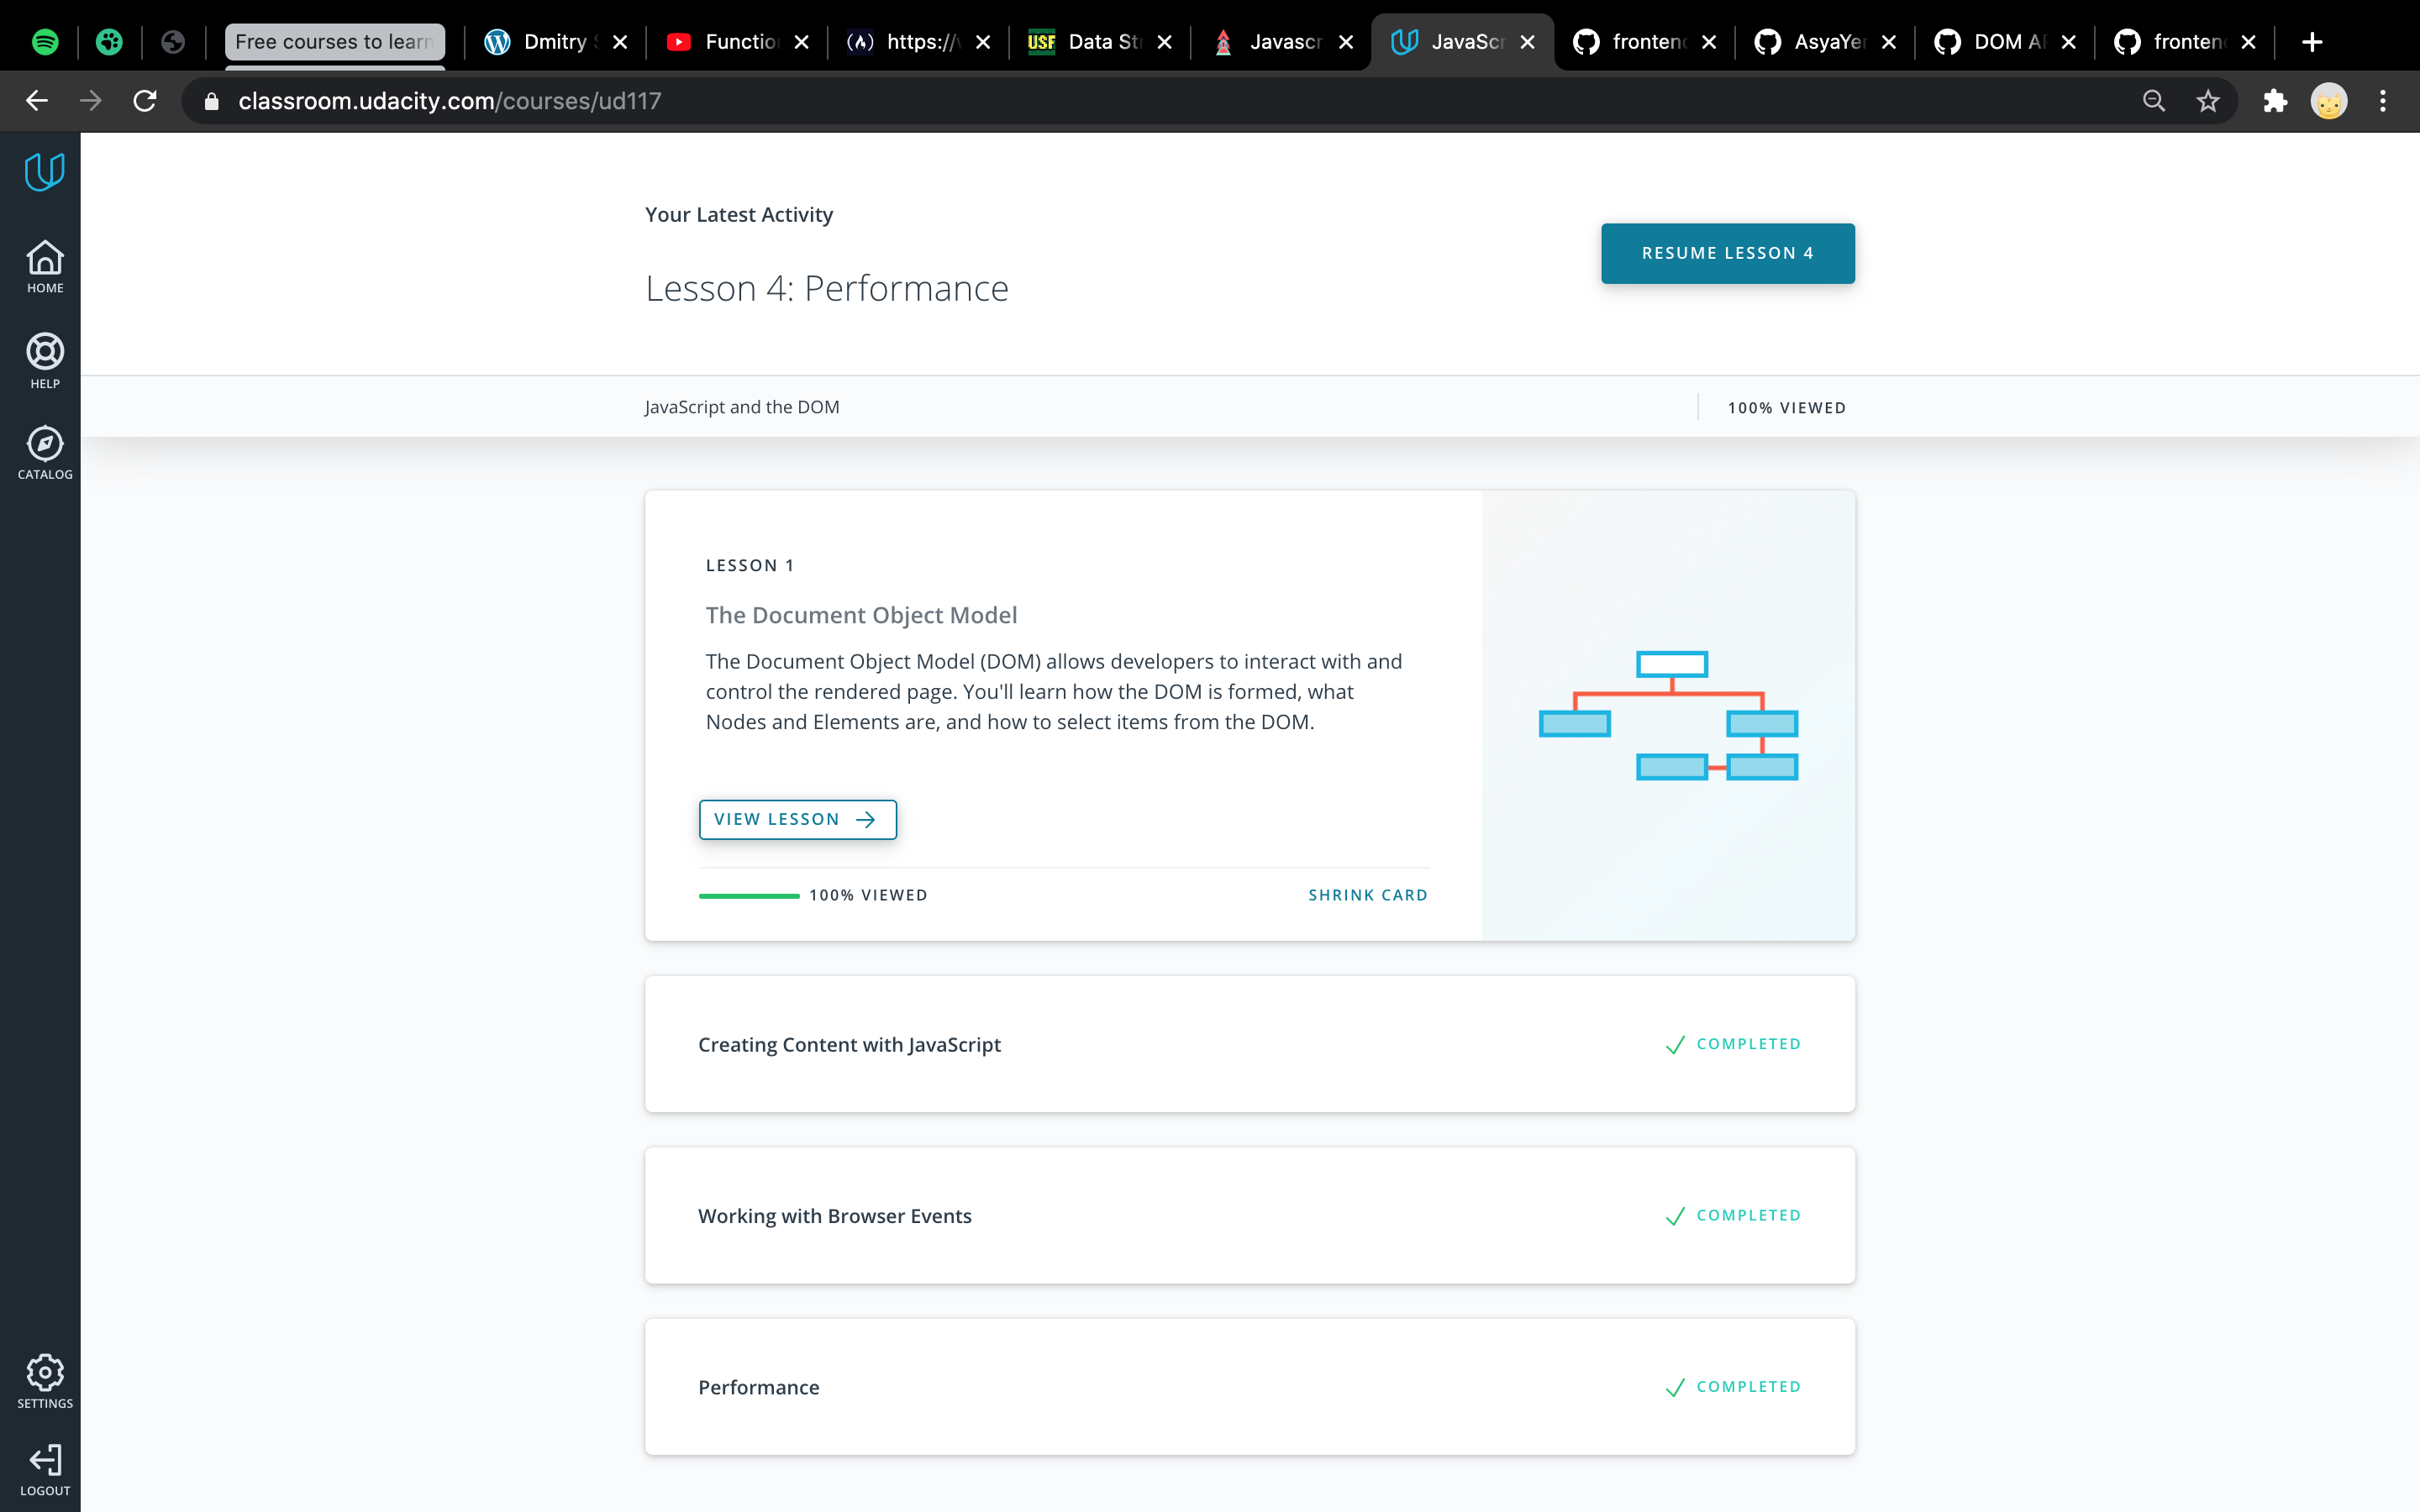 Free courses to learn
Dmitry
Functio
https://
USF Data St
Javascr
JavaScr
fronten
AsyaYer
DOM A
fronten
classroom.udacity.com/courses/ud117
HOME
HELP
CATALOG
SETTINGS
LOGOUT
Your Latest Activity
Lesson 4: Performance
RESUME LESSON 4
JavaScript and the DOM
100% VIEWED
LESSON 1
The Document Object Model
The Document Object Model (DOM) allows developers to interact with and
control the rendered page. You'll learn how the DOM is formed, what
Nodes and Elements are, and how to select items from the DOM.
VIEW LESSON
100% VIEWED
SHRINK CARD
Creating Content with JavaScript
COMPLETED
Working with Browser Events
COMPLETED
Performance
COMPLETED